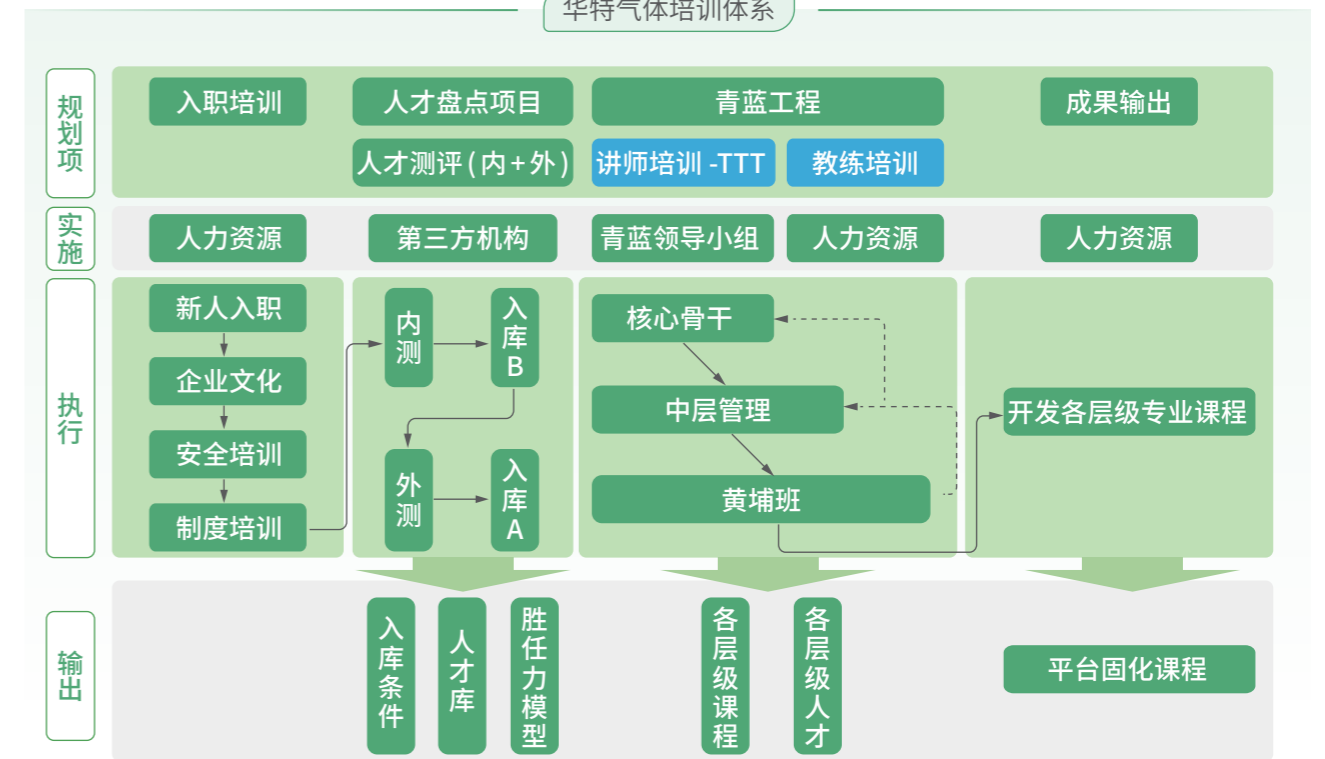 华特气体培训体系
规划项
入职培训
人才盘点项目
青蓝工程
成果输出
人才测评(内+外)
讲师培训-TTT
教练培训
实施
人力资源
第三方机构
青蓝领导小组
人力资源
人力资源
执行
新人入职
企业文化
安全培训
制度培训
内测
入库B
外测
入库A
核心骨干
中层管理
黄埔班
开发各层级专业课程
输出
入库条件
人才库
胜任力模型
各层级课程
各层级人才
平台固化课程